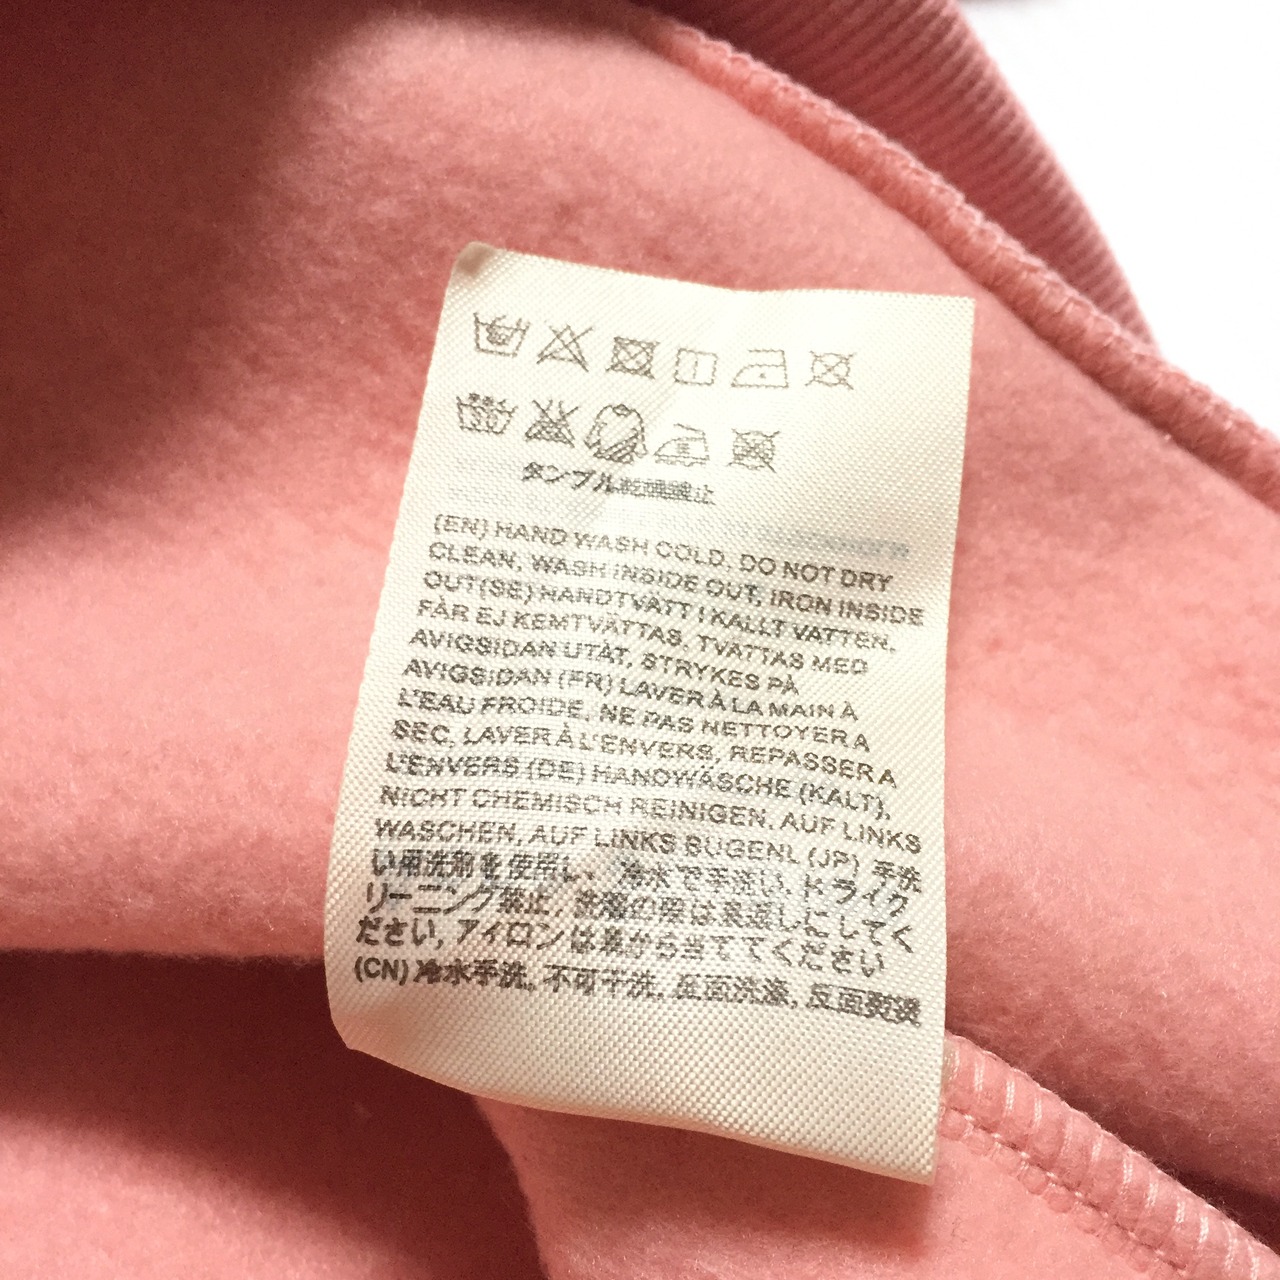 タンブル乾燥禁止
(EN) HAND WASH COLD, DO NOT DRY
CLEAN, WASH INSIDE OUT, IRON INSIDE
OUT(SE) HANDTVÄTT I KALLT VATTEN,
FÅR EJ KEMTVÄTTAS, TVÄTTAS MED
AVIGSIDAN UTÅT, STRYKES PÅ
AVIGSIDAN (FR) LAVER À LA MAIN À
L'EAU FROIDE, NE PAS NETTOYER A
SEC, LAVER À L'ENVERS, REPASSER A
L'ENVERS (DE) HANDWÄSCHE (KALT),
NICHT CHEMISCH REINIGEN, AUF LINKS
WASCHEN, AUF LINKS BUGENL (JP) 手洗
い用洗剤を使用し、冷水で手洗い, ドライク
リーニング禁止, 洗濯の際は裏返しにしてく
ださい, アイロンは裏から当ててください
(CN) 冷水手洗, 不可干洗, 反面洗涤, 反面熨烫